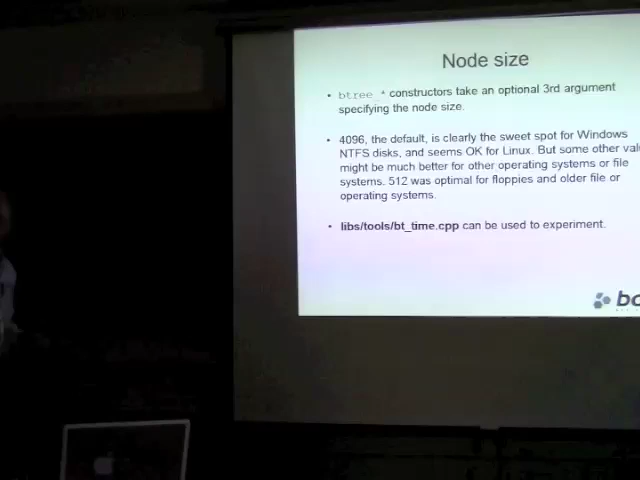 Node size
• btree_* constructors take an optional 3rd argument
specifying the node size.
• 4096, the default, is clearly the sweet spot for Windows
NTFS disks, and seems OK for Linux. But some other
might be much better for other operating systems or file
systems. 512 was optimal for floppies and older file or
operating systems.
• libs/tools/bt_time.cpp can be used to experiment.